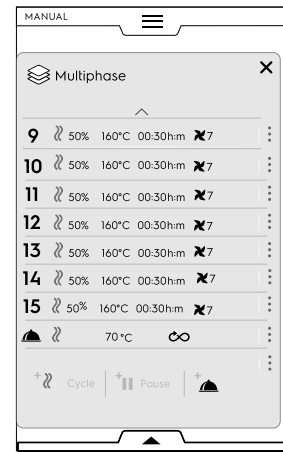 MANUAL
Multiphase
9 50% 160°C 00:30h:m 7
10 50% 160°C 00:30h:m 7
11 50% 160°C 00:30h:m 7
12 50% 160°C 00:30h:m 7
13 50% 160°C 00:30h:m 7
14 50% 160°C 00:30h:m 7
15 50% 160°C 00:30h:m 7
70°C
Cycle Pause